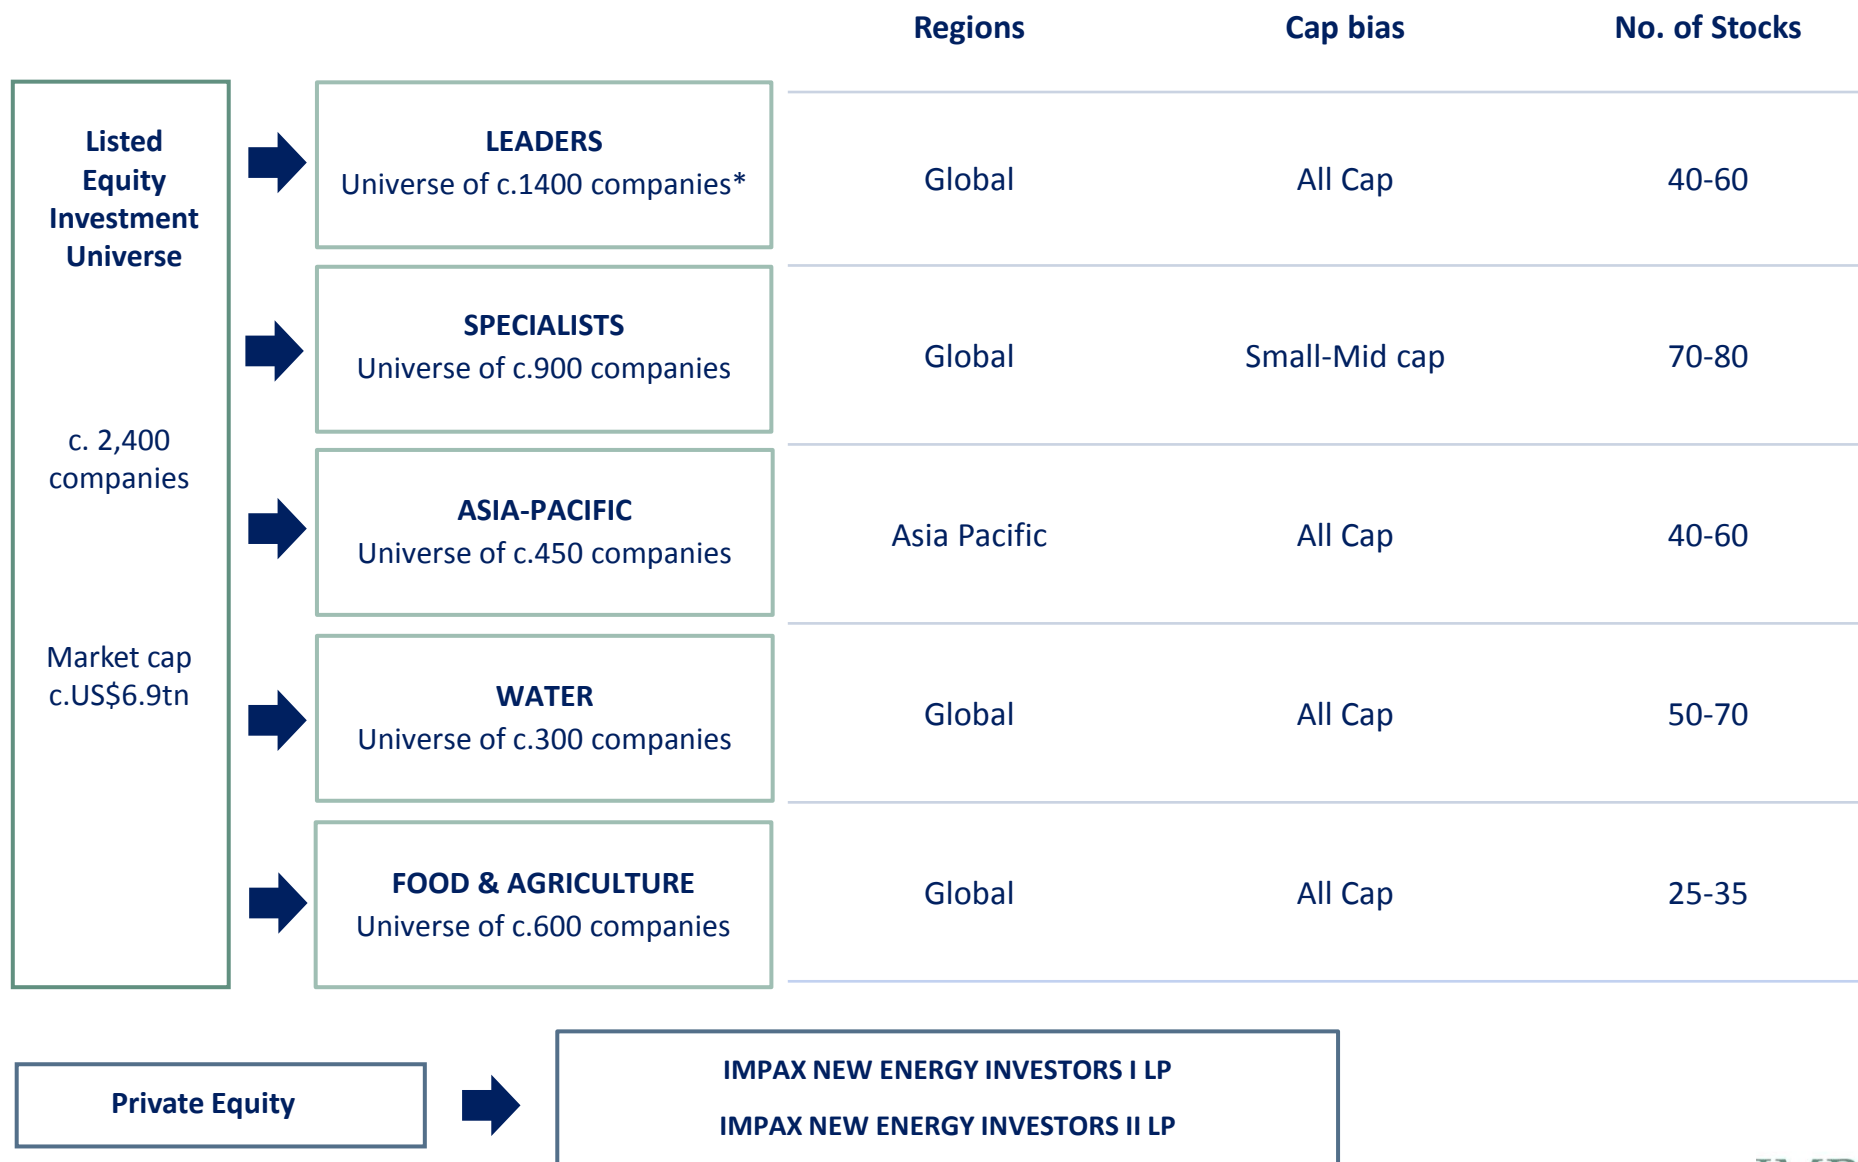 Regions Cap bias No. of Stocks
Listed
Equity
Investment
Universe
c. 2,400
companies
Market cap
c.US$6.9tn
LEADERS
Universe of c.1400 companies*
Global All Cap 40-60
SPECIALISTS
Universe of c.900 companies
Global Small-Mid cap 70-80
ASIA-PACIFIC
Universe of c.450 companies
Asia Pacific All Cap 40-60
WATER
Universe of c.300 companies
Global All Cap 50-70
FOOD & AGRICULTURE
Universe of c.600 companies
Global All Cap 25-35
Private Equity
IMPAX NEW ENERGY INVESTORS I LP
IMPAX NEW ENERGY INVESTORS II LP